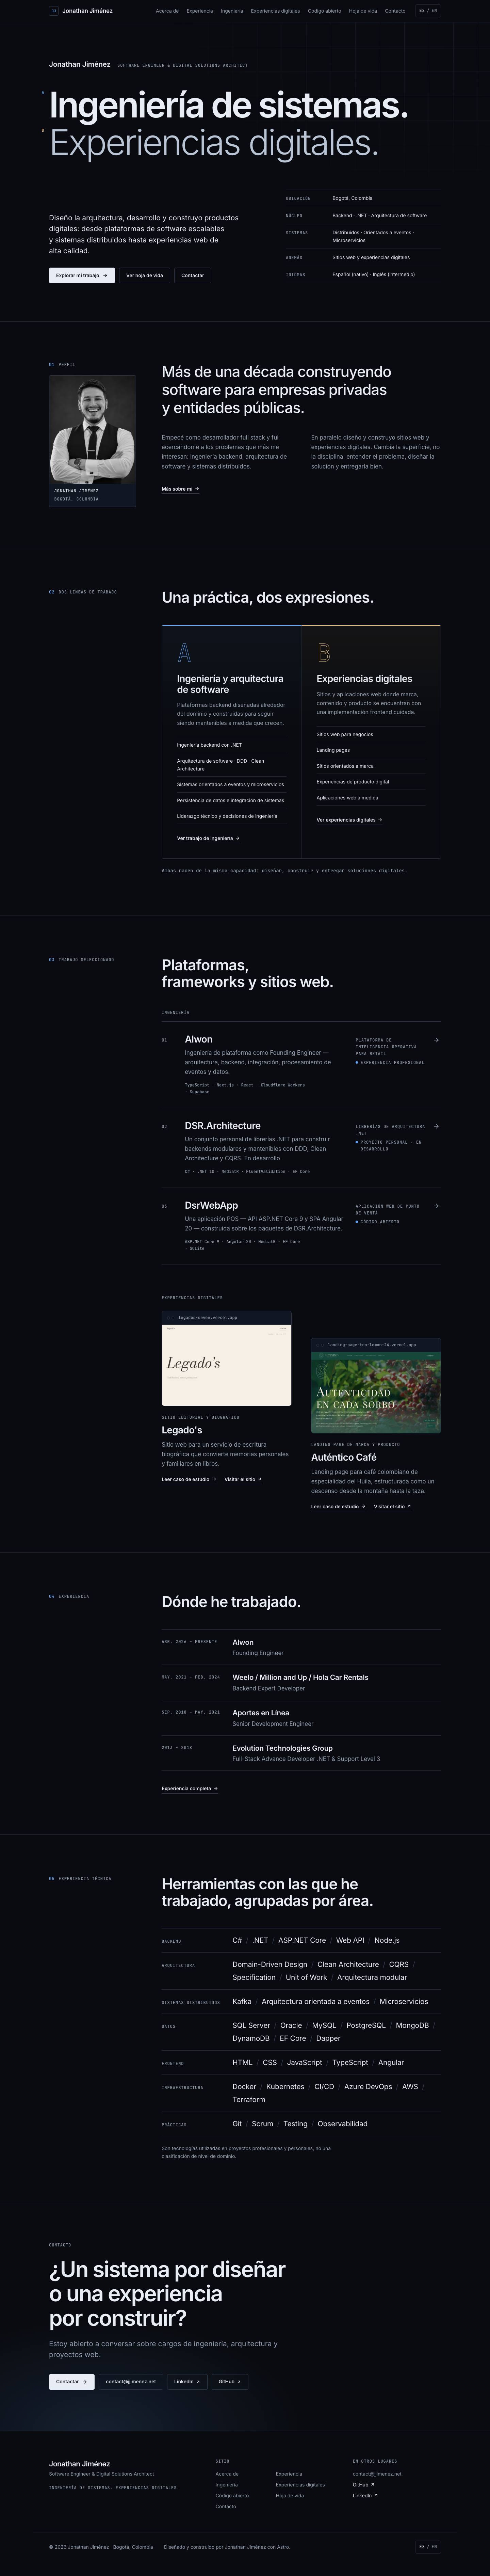 JJ Jonathan Jiménez
Acerca de Experiencia Ingeniería Experiencias digitales Código abierto Hoja de vida Contacto ES / EN
Jonathan Jiménez SOFTWARE ENGINEER & DIGITAL SOLUTIONS ARCHITECT
A
Ingeniería de sistemas.
B
Experiencias digitales.
Diseño la arquitectura, desarrollo y construyo productos
digitales: desde plataformas de software escalables
y sistemas distribuidos hasta experiencias web de
alta calidad.
Explorar mi trabajo → Ver hoja de vida Contactar
UBICACIÓN Bogotá, Colombia
NÚCLEO Backend · .NET · Arquitectura de software
SISTEMAS Distribuidos · Orientados a eventos ·
Microservicios
ADEMÁS Sitios web y experiencias digitales
IDIOMAS Español (nativo) · Inglés (intermedio)
01 PERFIL
JONATHAN JIMÉNEZ
BOGOTÁ, COLOMBIA
Más de una década construyendo
software para empresas privadas
y entidades públicas.
Empecé como desarrollador full stack y fui
acercándome a los problemas que más me
interesan: ingeniería backend, arquitectura de
software y sistemas distribuidos.
En paralelo diseño y construyo sitios web y
experiencias digitales. Cambia la superficie, no
la disciplina: entender el problema, diseñar la
solución y entregarla bien.
Más sobre mí →
02 DOS LÍNEAS DE TRABAJO
Una práctica, dos expresiones.
A
Ingeniería y arquitectura
de software
Plataformas backend diseñadas alrededor
del dominio y construidas para seguir
siendo mantenibles a medida que crecen.
Ingeniería backend con .NET
Arquitectura de software · DDD · Clean
Architecture
Sistemas orientados a eventos y microservicios
Persistencia de datos e integración de sistemas
Liderazgo técnico y decisiones de ingeniería
Ver trabajo de ingeniería →
B
Experiencias digitales
Sitios y aplicaciones web donde marca,
contenido y producto se encuentran con
una implementación frontend cuidada.
Sitios web para negocios
Landing pages
Sitios orientados a marca
Experiencias de producto digital
Aplicaciones web a medida
Ver experiencias digitales →
Ambas nacen de la misma capacidad: diseñar, construir y entregar soluciones digitales.
03 TRABAJO SELECCIONADO
Plataformas,
frameworks y sitios web.
INGENIERÍA
01 Alwon
Ingeniería de plataforma como Founding Engineer —
arquitectura, backend, integración, procesamiento de
eventos y datos.
TypeScript · Next.js · React · Cloudflare Workers
· Supabase
PLATAFORMA DE
INTELIGENCIA OPERATIVA
PARA RETAIL
EXPERIENCIA PROFESIONAL
→
02 DSR.Architecture
Un conjunto personal de librerías .NET para construir
backends modulares y mantenibles con DDD, Clean
Architecture y CQRS. En desarrollo.
C# · .NET 10 · MediatR · FluentValidation · EF Core
LIBRERÍAS DE ARQUITECTURA
.NET
PROYECTO PERSONAL · EN
DESARROLLO
→
03 DsrWebApp
Una aplicación POS — API ASP.NET Core 9 y SPA Angular
20 — construida sobre los paquetes de DSR.Architecture.
ASP.NET Core 9 · Angular 20 · MediatR · EF Core
· SQLite
APLICACIÓN WEB DE PUNTO
DE VENTA
CÓDIGO ABIERTO
→
EXPERIENCIAS DIGITALES
legados-seven.vercel.app
Legado's
SITIO EDITORIAL Y BIOGRÁFICO
Legado's
Sitio web para un servicio de escritura
biográfica que convierte memorias personales
y familiares en libros.
Leer caso de estudio → Visitar el sitio ↗
landing-page-ten-lemon-24.vercel.app
AUTENTICIDAD
EN CADA SORBO
LANDING PAGE DE MARCA Y PRODUCTO
Auténtico Café
Landing page para café colombiano de
especialidad del Huila, estructurada como un
descenso desde la montaña hasta la taza.
Leer caso de estudio → Visitar el sitio ↗
04 EXPERIENCIA
Dónde he trabajado.
ABR. 2024 – PRESENTE Alwon
Founding Engineer
MAY. 2021 – FEB. 2024 Weelo / Million and Up / Hola Car Rentals
Backend Expert Developer
SEP. 2018 – MAY. 2021 Aportes en Línea
Senior Development Engineer
2013 – 2018 Evolution Technologies Group
Full-Stack Advance Developer .NET & Support Level 3
Experiencia completa →
05 EXPERIENCIA TÉCNICA
Herramientas con las que he
trabajado, agrupadas por área.
BACKEND C# / .NET / ASP.NET Core / Web API / Node.js
ARQUITECTURA Domain-Driven Design / Clean Architecture / CQRS /
Specification / Unit of Work / Arquitectura modular
SISTEMAS DISTRIBUIDOS Kafka / Arquitectura orientada a eventos / Microservicios
DATOS SQL Server / Oracle / MySQL / PostgreSQL / MongoDB /
DynamoDB / EF Core / Dapper
FRONTEND HTML / CSS / JavaScript / TypeScript / Angular
INFRAESTRUCTURA Docker / Kubernetes / CI/CD / Azure DevOps / AWS /
Terraform
PRÁCTICAS Git / Scrum / Testing / Observabilidad
Son tecnologías utilizadas en proyectos profesionales y personales, no una
clasificación de nivel de dominio.
CONTACTO
¿Un sistema por diseñar
o una experiencia
por construir?
Estoy abierto a conversar sobre cargos de ingeniería, arquitectura y
proyectos web.
Contactar → contact@jjimenez.net LinkedIn ↗ GitHub ↗
Jonathan Jiménez
Software Engineer & Digital Solutions Architect
INGENIERÍA DE SISTEMAS. EXPERIENCIAS DIGITALES.
SITIO
Acerca de Experiencia
Ingeniería Experiencias digitales
Código abierto Hoja de vida
Contacto
EN OTROS LUGARES
contact@jjimenez.net
GitHub ↗
LinkedIn ↗
© 2026 Jonathan Jiménez · Bogotá, Colombia Diseñado y construido por Jonathan Jiménez con Astro. ES / EN